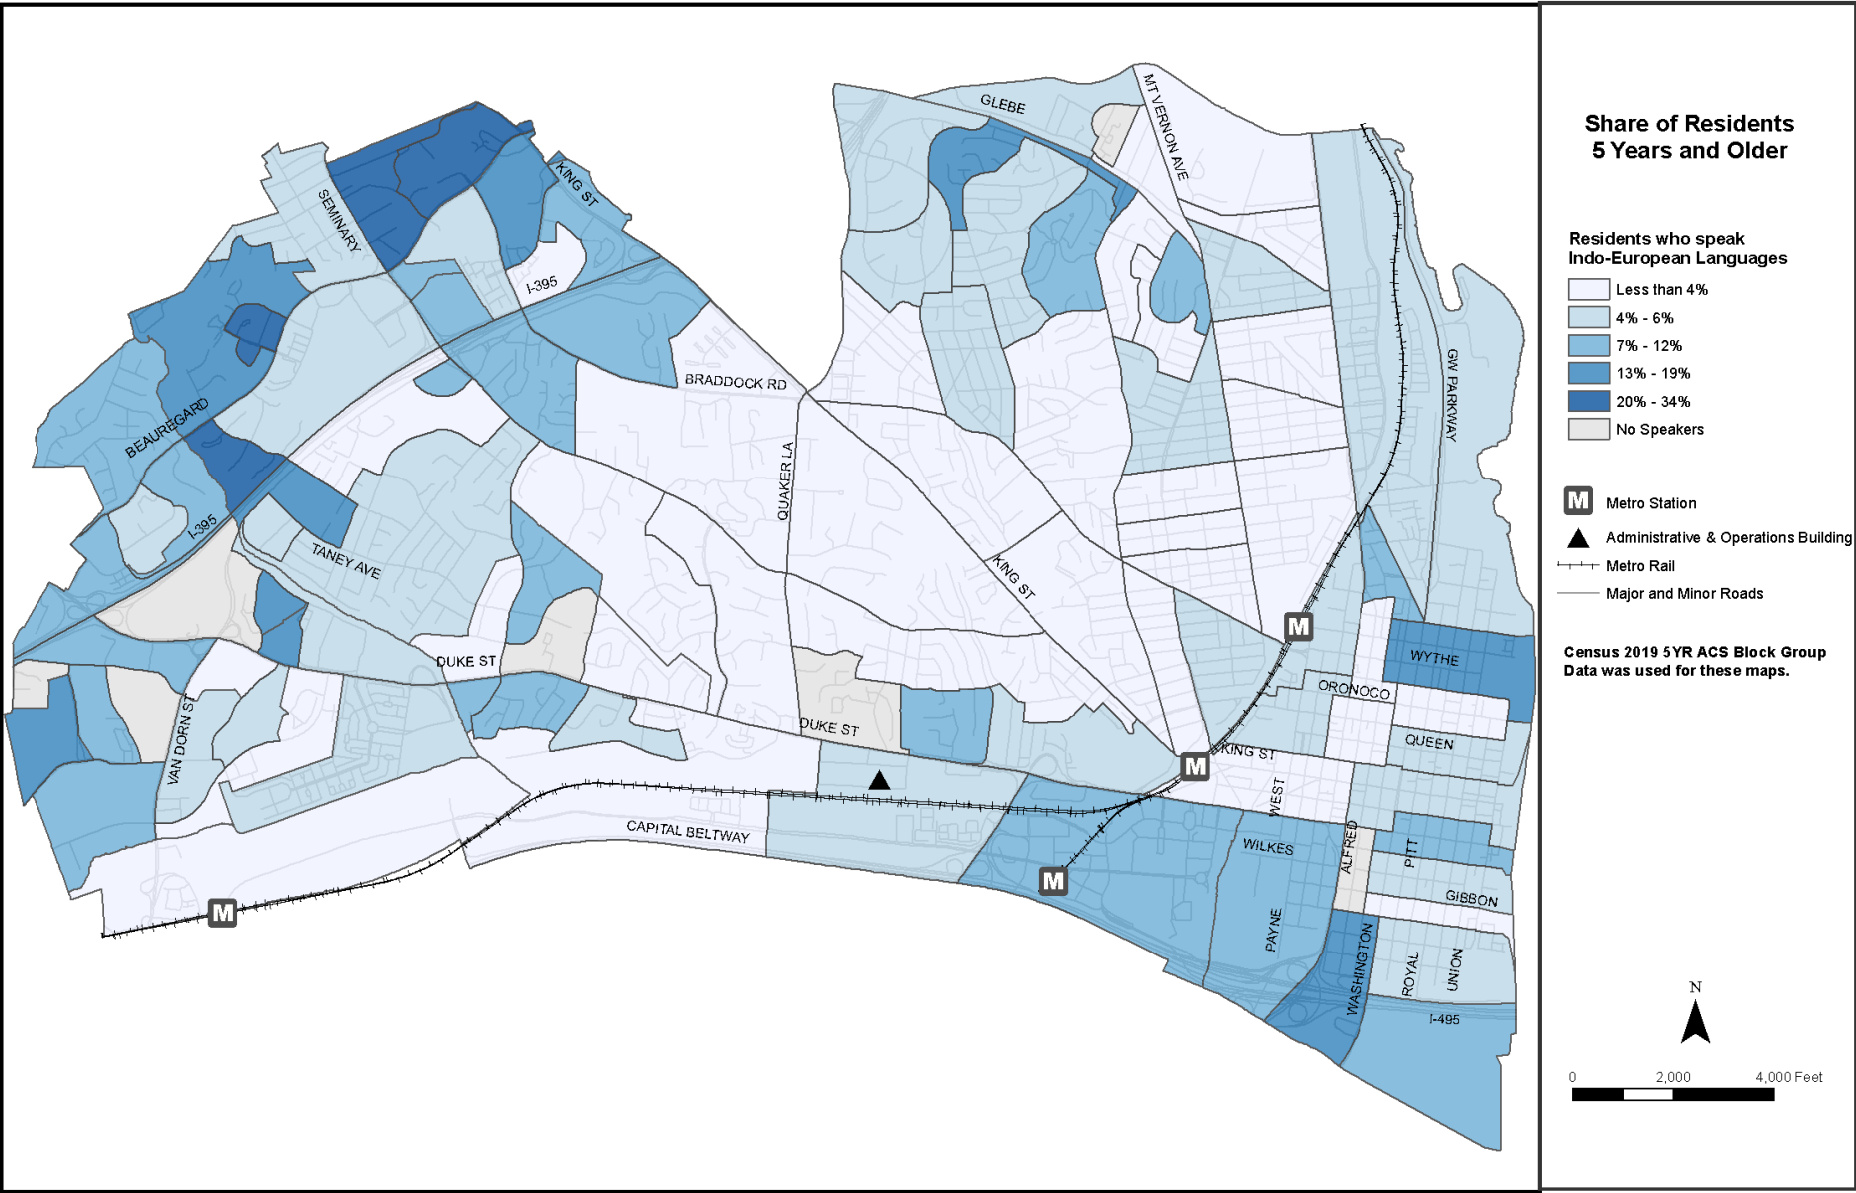 GLEBE
MT VERNON AVE
KING ST
SEMINARY
I-395
GW PARKWAY
BRADDOCK RD
BEAUREGARD
QUAKER LA
I-395
TANEY AVE
KING ST
DUKE ST
WYTHE
ORONOCO
VAN DORN ST
DUKE ST
QUEEN
KING ST
WEST
CAPITAL BELTWAY
WILKES
ALFRED
PITT
GIBBON
PAYNE
WASHINGTON
ROYAL
UNION
I-495
M
M
M
M
Share of Residents
5 Years and Older
Residents who speak
Indo-European Languages
Less than 4%
4% - 6%
7% - 12%
13% - 19%
20% - 34%
No Speakers
M Metro Station
Administrative & Operations Building
Metro Rail
Major and Minor Roads
Census 2019 5YR ACS Block Group
Data was used for these maps.
N
0 2,000 4,000 Feet